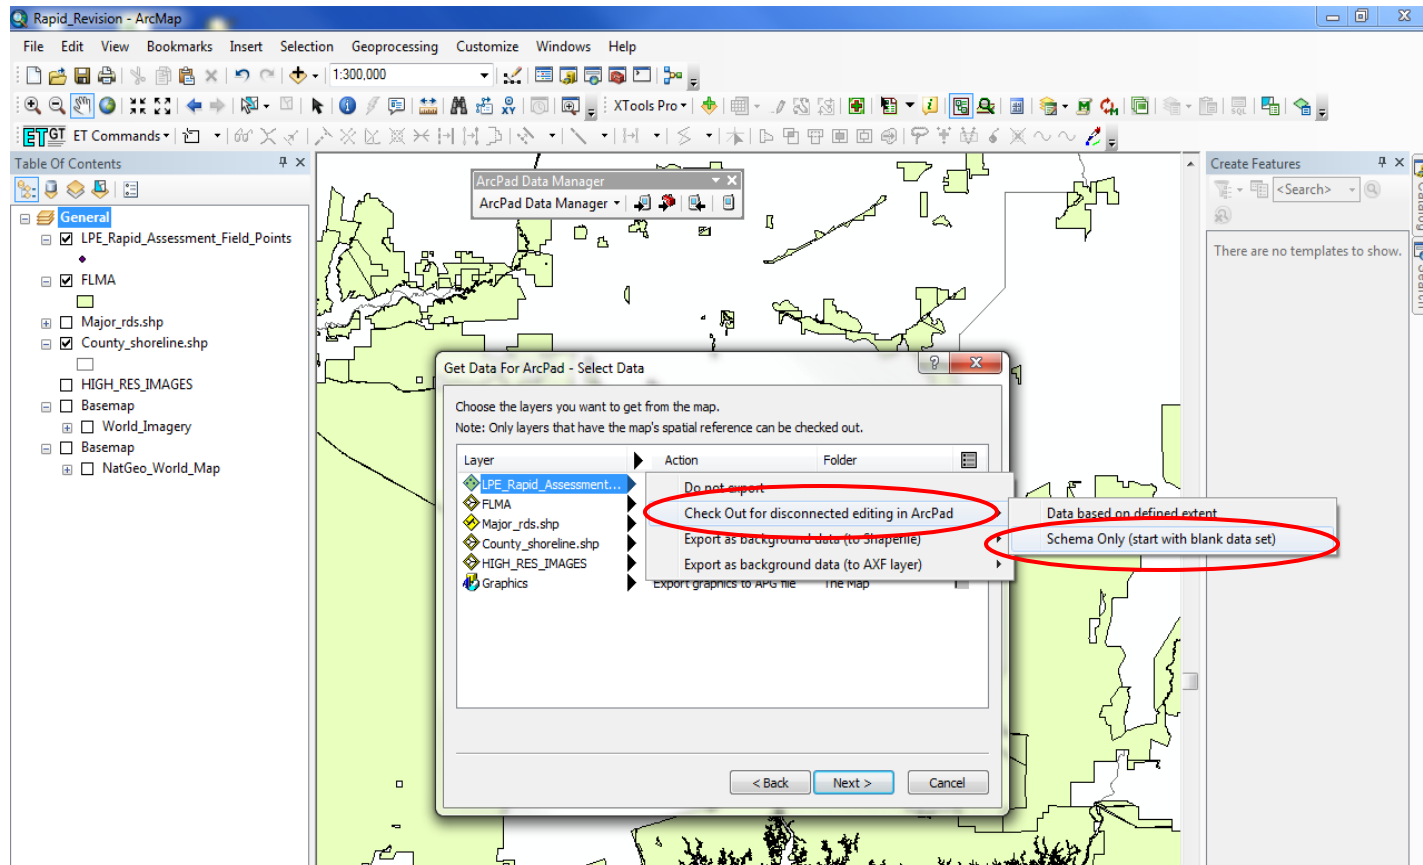 Rapid_Revision - ArcMap
File Edit View Bookmarks Insert Selection Geoprocessing Customize Windows Help
1:300,000
XTools Pro
ETGT ET Commands
Table Of Contents
General
LPE_Rapid_Assessment_Field_Points
FLMA
Major_rds.shp
County_shoreline.shp
HIGH_RES_IMAGES
Basemap
World_Imagery
Basemap
NatGeo_World_Map
ArcPad Data Manager
ArcPad Data Manager
Get Data For ArcPad - Select Data
Choose the layers you want to get from the map.
Note: Only layers that have the map's spatial reference can be checked out.
Layer Action Folder
LPE_Rapid_Assessment...
FLMA
Major_rds.shp
County_shoreline.shp
HIGH_RES_IMAGES
Graphics Export graphics to APG file The Map
Do not export
Check Out for disconnected editing in ArcPad
Export as background data (to Shapefile)
Export as background data (to AXF layer)
Data based on defined extent
Schema Only (start with blank data set)
< Back Next > Cancel
Create Features
<Search>
There are no templates to show.